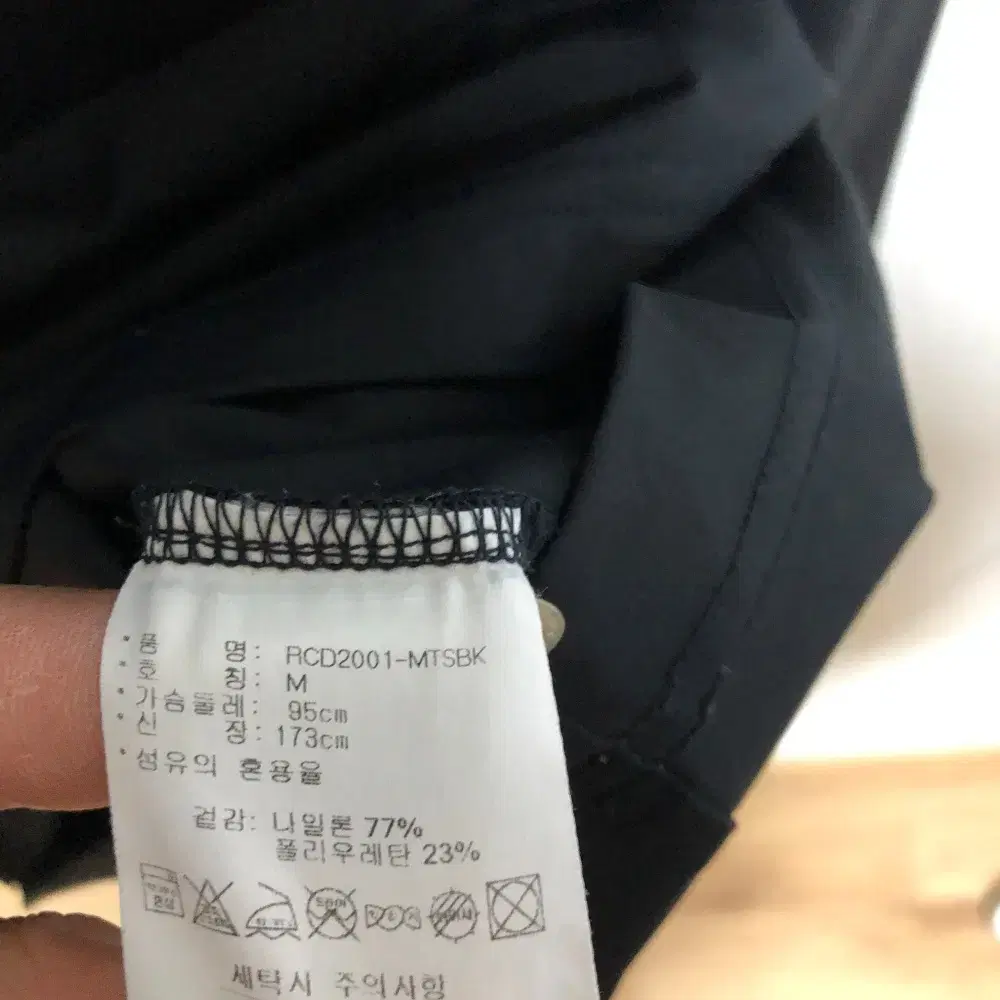 · 품 명 : RCD2001-MTSBK
· 호 칭 : M
· 가슴둘레 : 95cm
· 신 장 : 173cm
· 섬유의 혼용율
겉감: 나일론 77%
폴리우레탄 23%
세탁시 주의사항